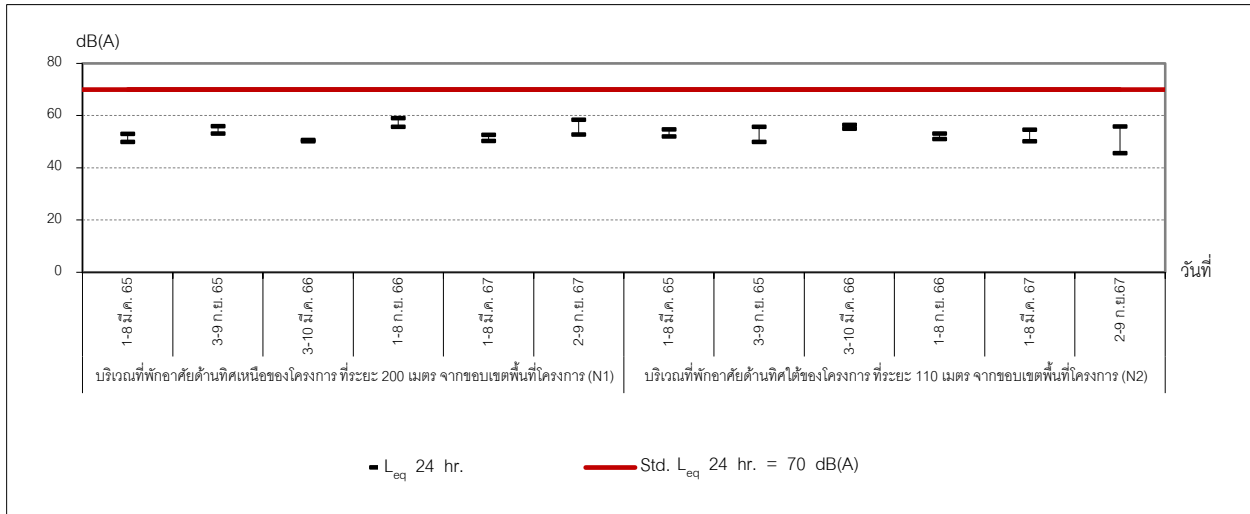 dB(A)
80
60
40
20
0
วันที่
1-8 มี.ค. 65
3-9 ก.ย. 65
3-10 มี.ค. 66
1-8 ก.ย. 66
1-8 มี.ค. 67
2-9 ก.ย. 67
1-8 มี.ค. 65
3-9 ก.ย. 65
3-10 มี.ค. 66
1-8 ก.ย. 66
1-8 มี.ค. 67
2-9 ก.ย.67
บริเวณที่พักอาศัยด้านทิศเหนือของโครงการ ที่ระยะ 200 เมตร จากขอบเขตพื้นที่โครงการ (N1)
บริเวณที่พักอาศัยด้านทิศใต้ของโครงการ ที่ระยะ 110 เมตร จากขอบเขตพื้นที่โครงการ (N2)
Leq 24 hr.
Std. Leq 24 hr. = 70 dB(A)